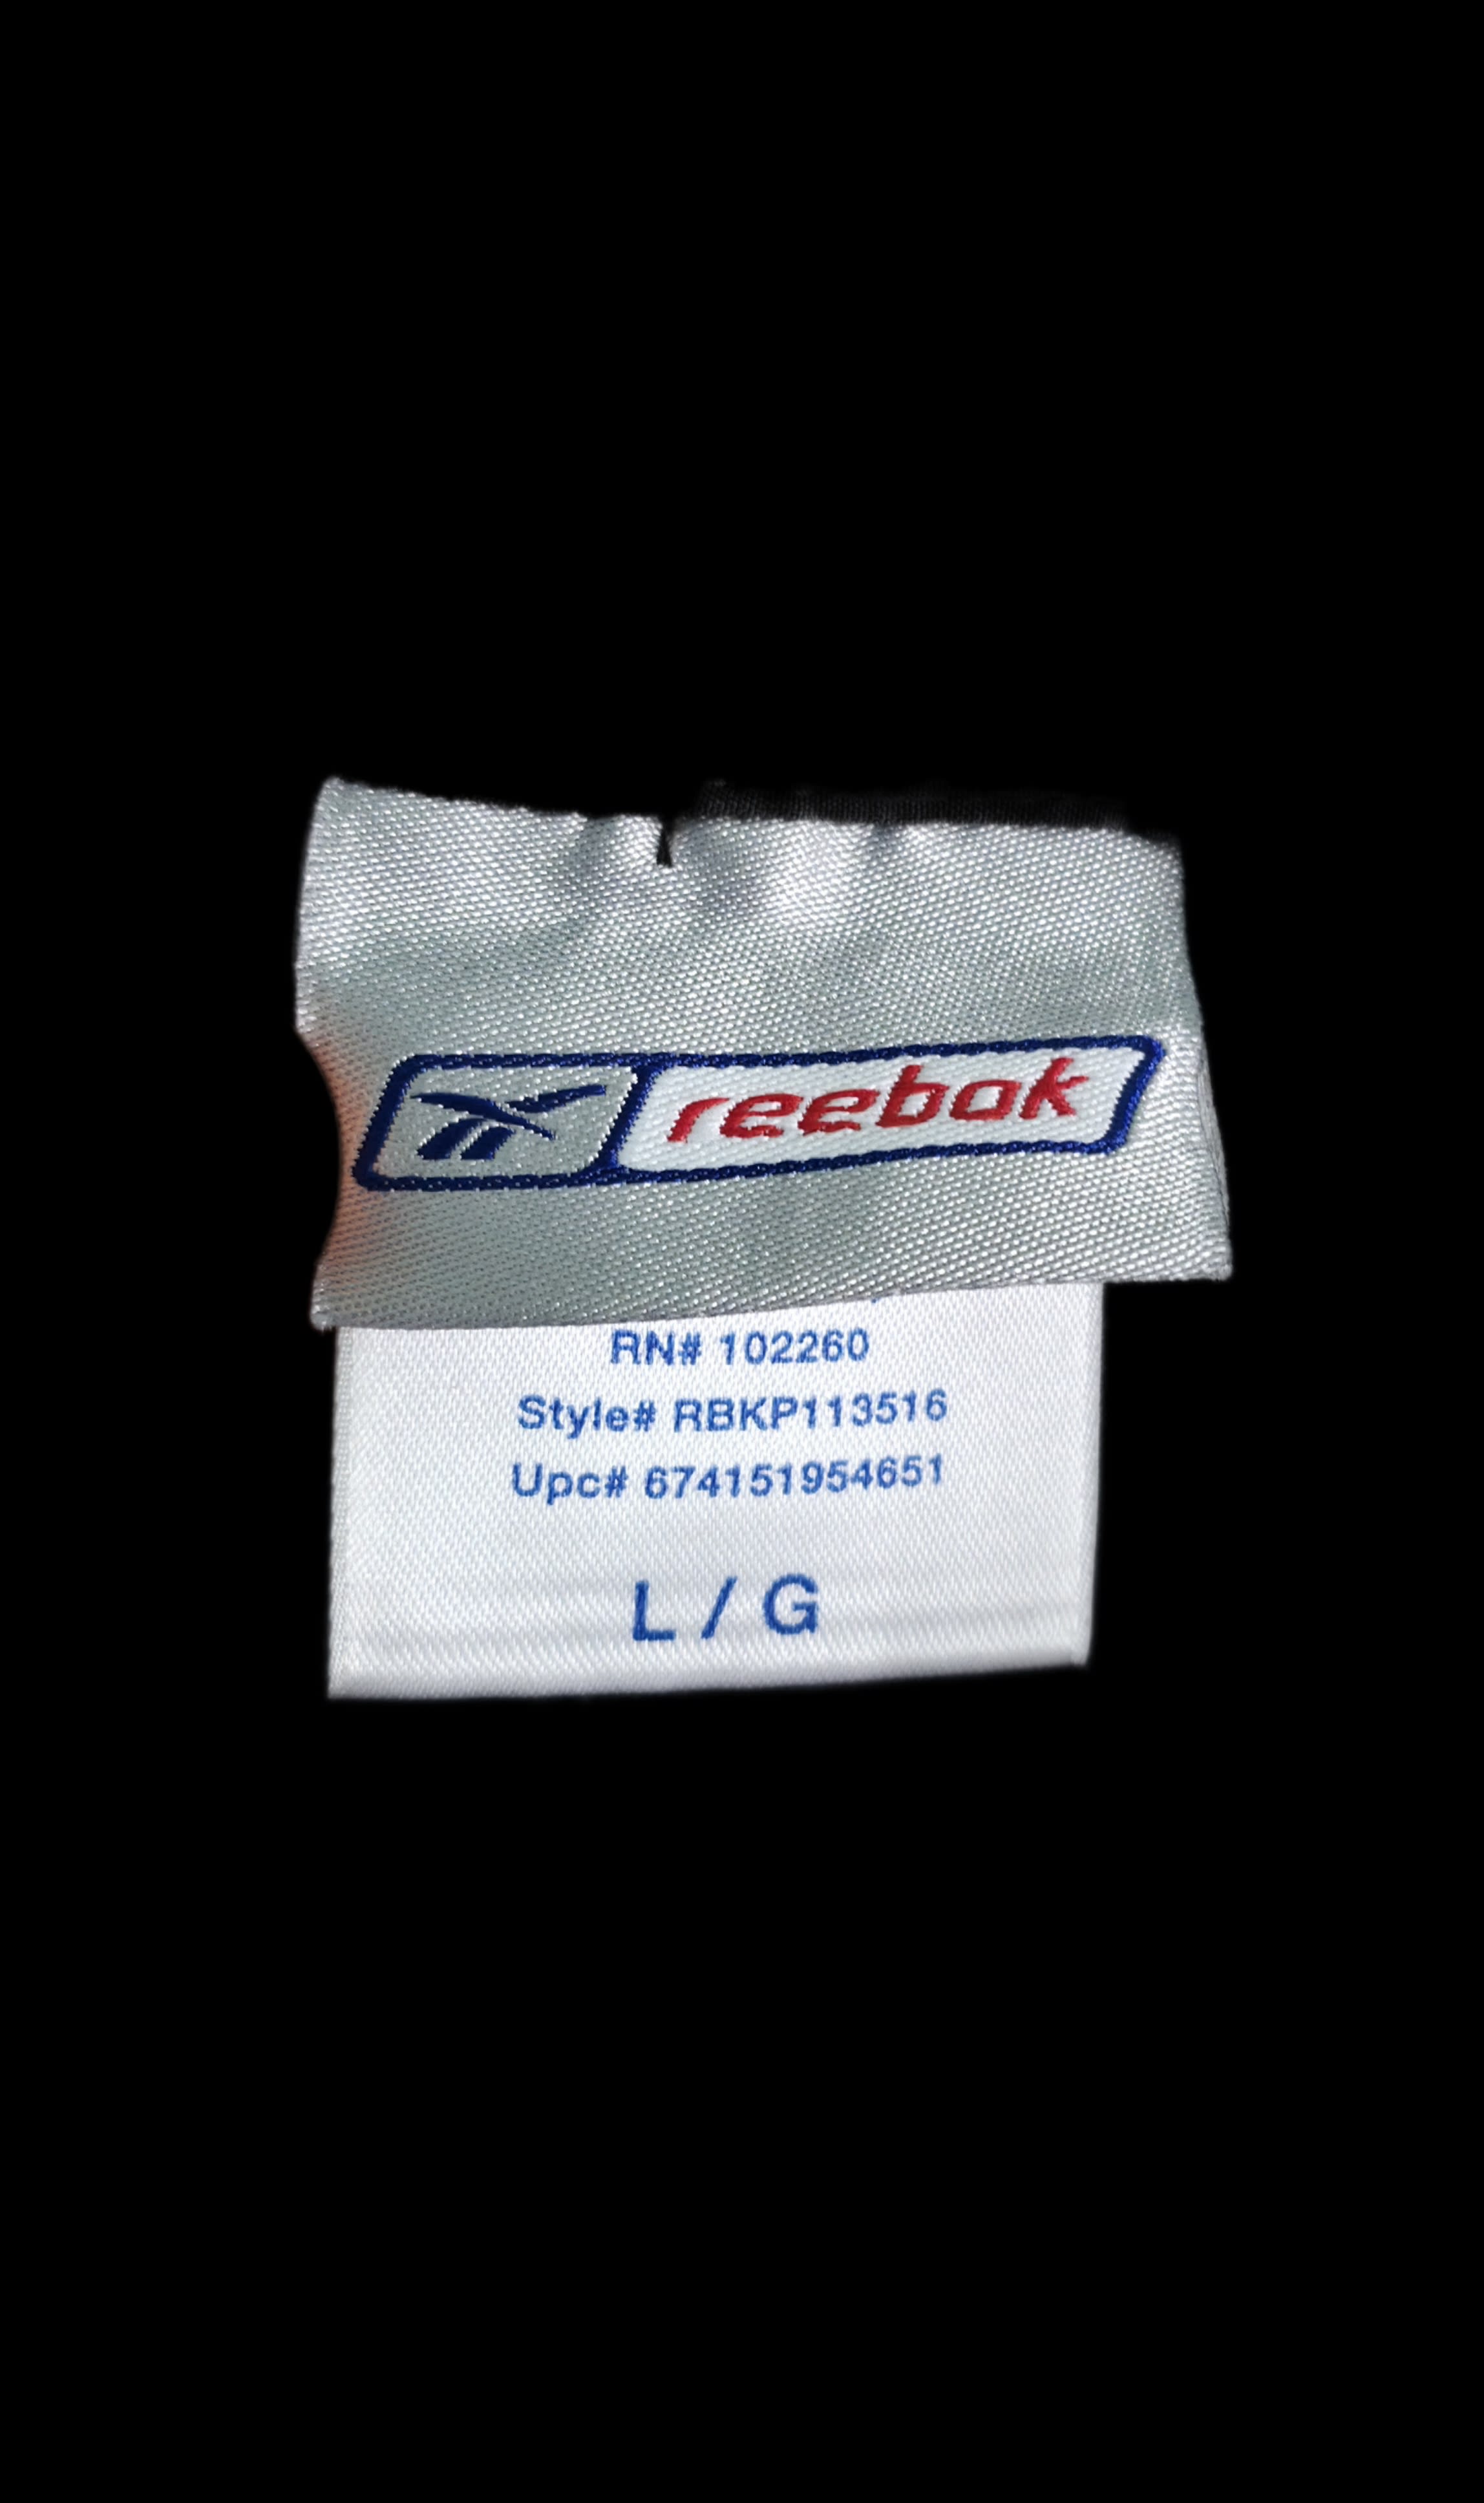 reebok
RN# 102260
Style# RBKP113516
Upc# 674151954651
L / G